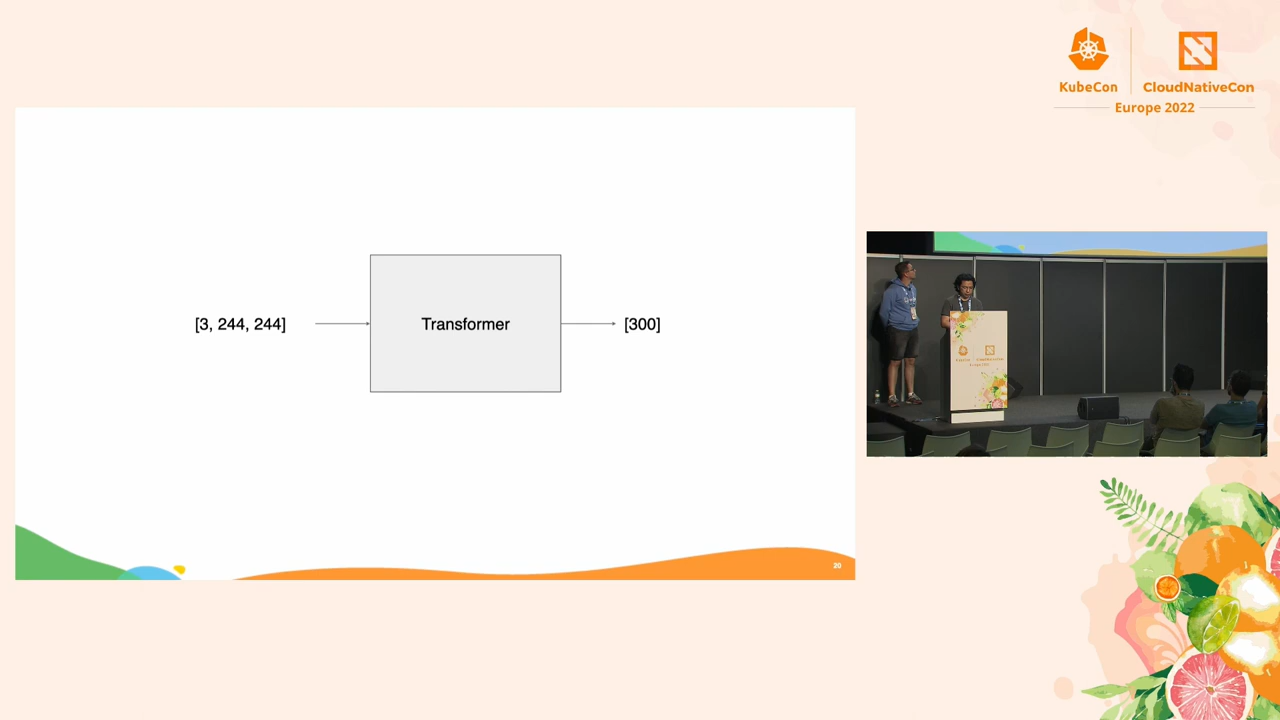 KubeCon
CloudNativeCon
Europe 2022
[3, 244, 244]
Transformer
[300]
20